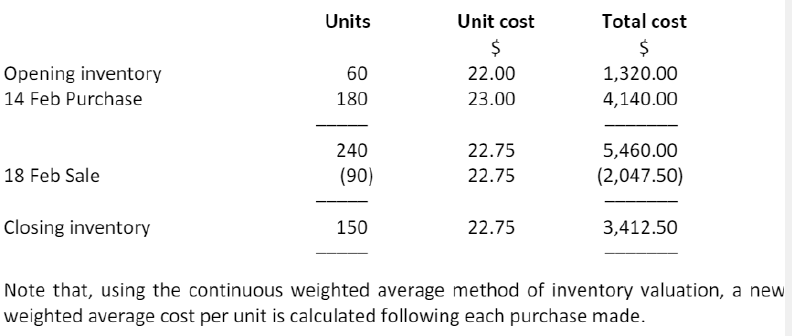 Units Unit cost Total cost
$ $
Opening inventory 60 22.00 1,320.00
14 Feb Purchase 180 23.00 4,140.00
240 22.75 5,460.00
18 Feb Sale (90) 22.75 (2,047.50)
Closing inventory 150 22.75 3,412.50
Note that, using the continuous weighted average method of inventory valuation, a new
weighted average cost per unit is calculated following each purchase made.